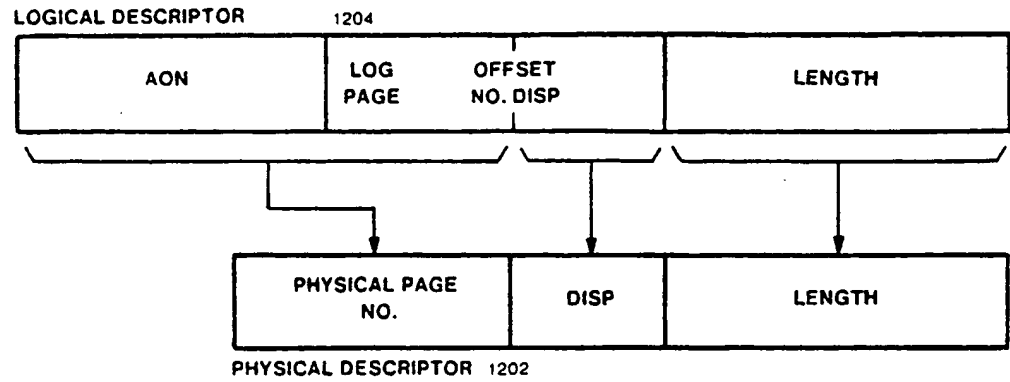 LOGICAL DESCRIPTOR 1204
AON
LOG OFFSET
PAGE NO. DISP
LENGTH
PHYSICAL PAGE
NO.
DISP
LENGTH
PHYSICAL DESCRIPTOR 1202